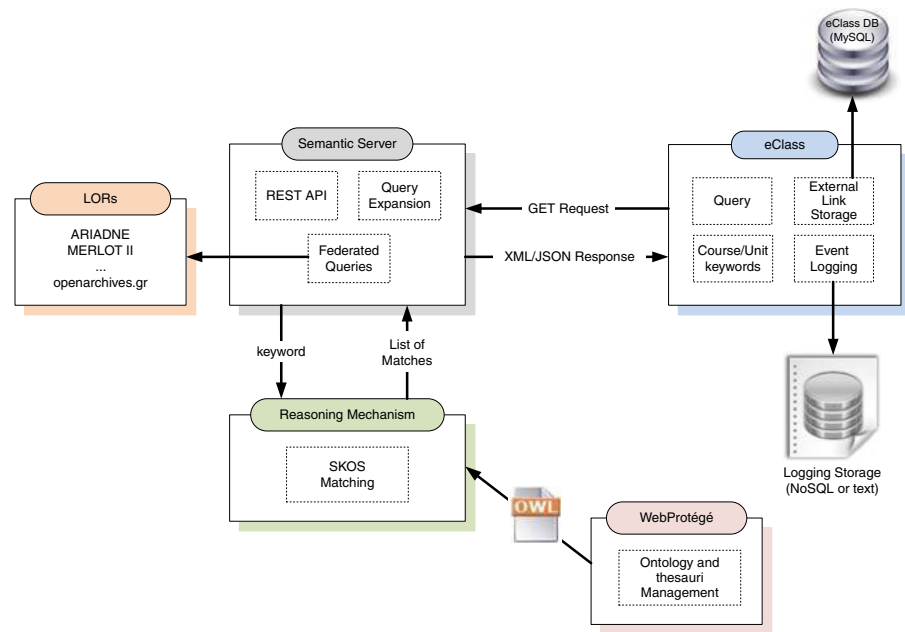 eClass DB
(MySQL)
Semantic Server
REST API
Query
Expansion
Federated
Queries
eClass
Query
External
Link
Storage
Course/Unit
keywords
Event
Logging
GET Request
XML/JSON Response
LORs
ARIADNE
MERLOT II
...
openarchives.gr
keyword
List of
Matches
Reasoning Mechanism
SKOS
Matching
Logging Storage
(NoSQL or text)
OWL
WebProtégé
Ontology and
thesauri
Management